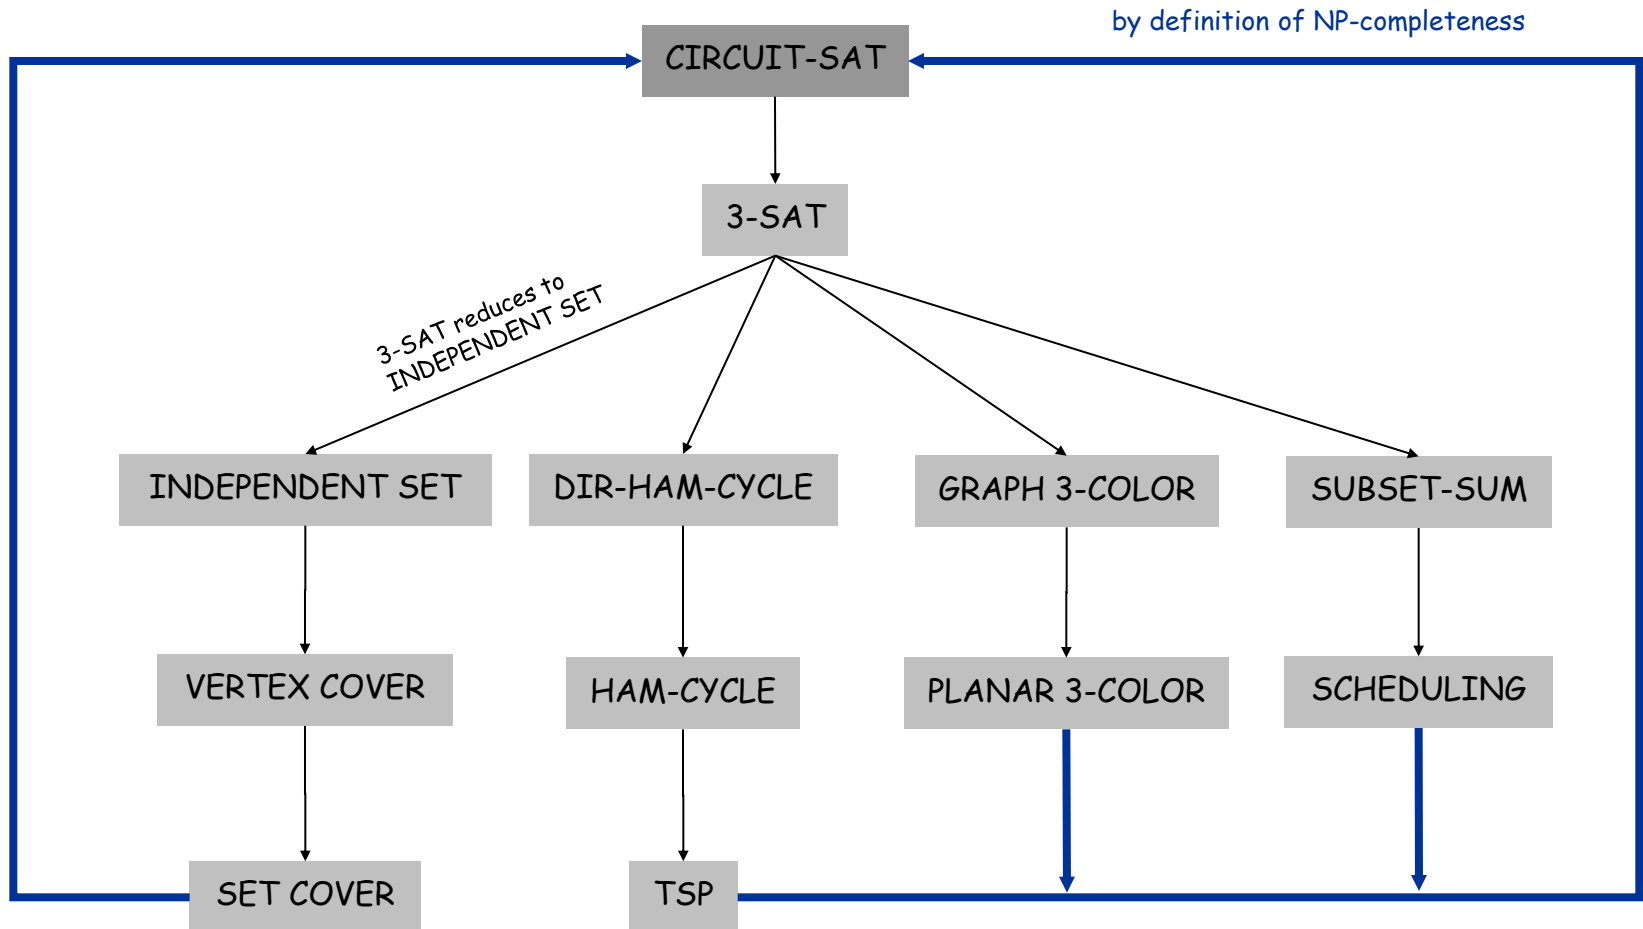 by definition of NP-completeness
CIRCUIT-SAT
3-SAT
3-SAT reduces to
INDEPENDENT SET
INDEPENDENT SET
DIR-HAM-CYCLE
GRAPH 3-COLOR
SUBSET-SUM
VERTEX COVER
HAM-CYCLE
PLANAR 3-COLOR
SCHEDULING
SET COVER
TSP